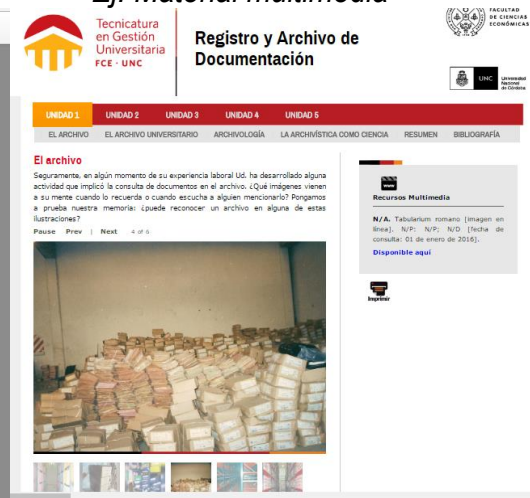 Ej. Material multimedia
Tecnicatura
en Gestión
Universitaria
FCE · UNC
Registro y Archivo de
Documentación
FACULTAD
DE CIENCIAS
ECONÓMICAS
UNC
Universidad
Nacional
de Córdoba
UNIDAD 1 UNIDAD 2 UNIDAD 3 UNIDAD 4 UNIDAD 5
EL ARCHIVO EL ARCHIVO UNIVERSITARIO ARCHIVOLOGÍA LA ARCHIVÍSTICA COMO CIENCIA RESUMEN BIBLIOGRAFÍA
El archivo
Seguramente, en algún momento de su experiencia laboral Ud. ha desarrollado alguna
actividad que implicó la consulta de documentos en el archivo. ¿Qué imágenes vienen
a su mente cuando lo recuerda o cuando escucha a alguien mencionarlo? Pongamos
a prueba nuestra memoria: ¿puede reconocer un archivo en alguna de estas
ilustraciones?
Pause Prev | Next 4 of 6
www
Recursos Multimedia
N/A. Tabularium romano [imagen en
línea]. N/P: N/P; N/D [fecha de
consulta: 01 de enero de 2016].
Disponible aquí
Imprimir